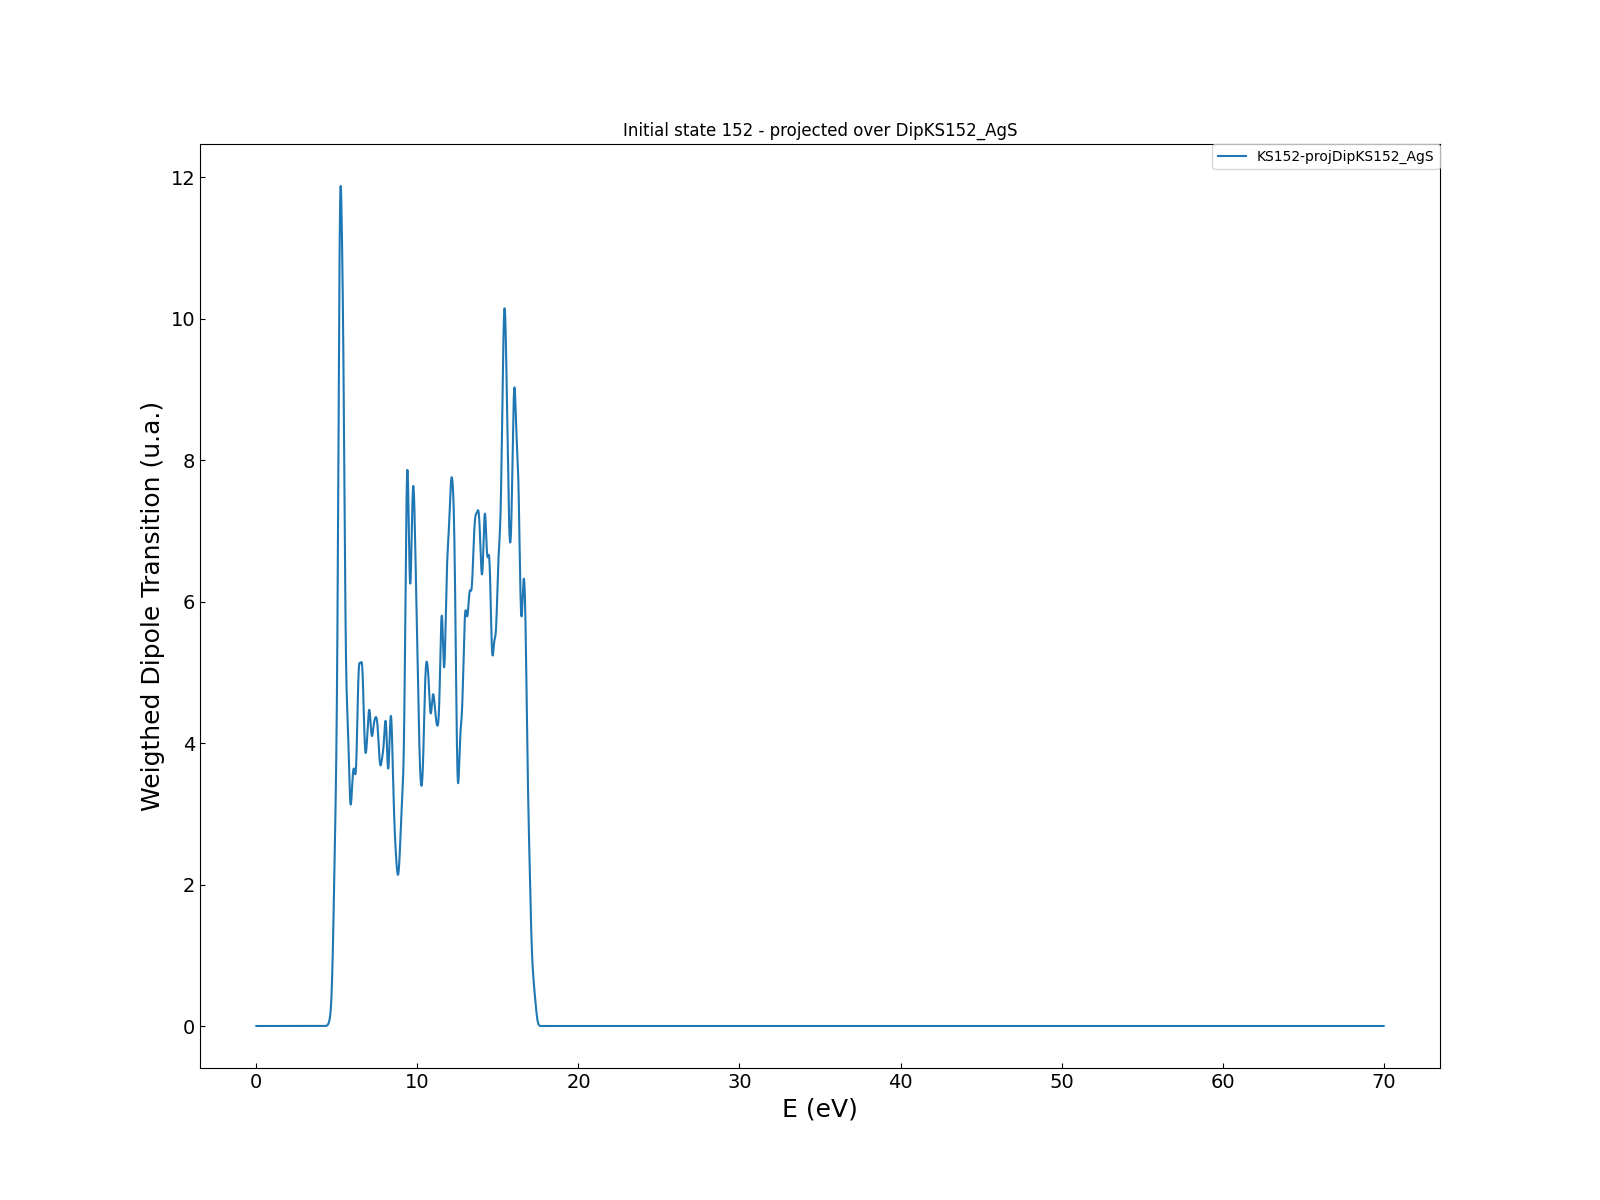 Initial state 152 - projected over DipKS152_AgS
KS152-projDipKS152_AgS
Weigthed Dipole Transition (u.a.)
12
10
8
6
4
2
0
0 10 20 30 40 50 60 70
E (eV)